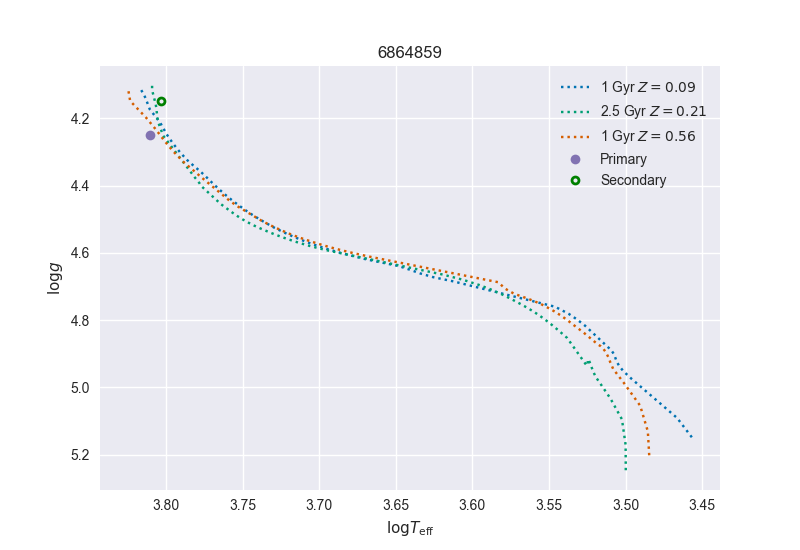 6864859
1 Gyr Z = 0.09
2.5 Gyr Z = 0.21
1 Gyr Z = 0.56
Primary
Secondary
log g
4.2
4.4
4.6
4.8
5.0
5.2
3.80 3.75 3.70 3.65 3.60 3.55 3.50 3.45
log T_eff